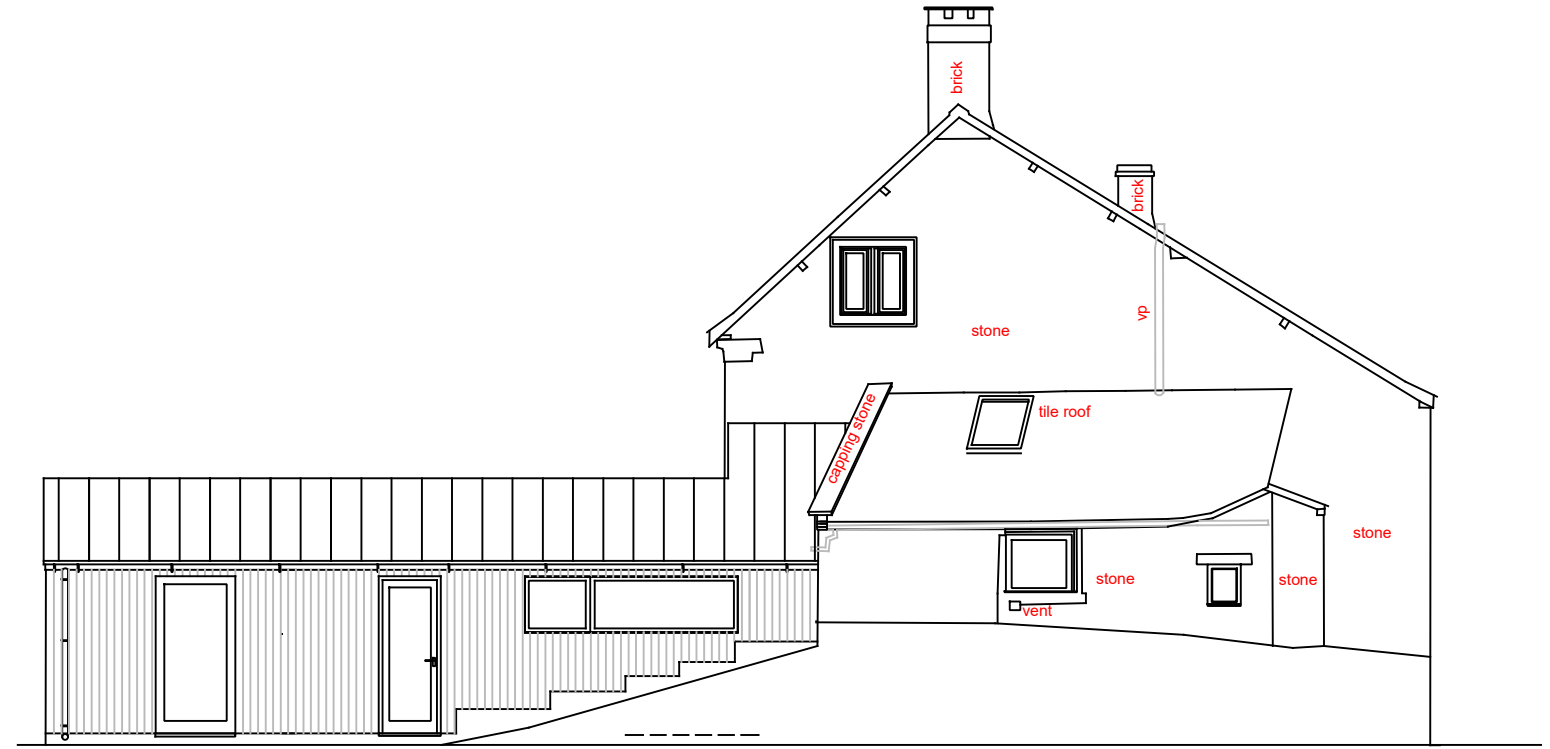 brick
brick
vp
stone
capping stone
tile roof
stone
stone
stone
vent